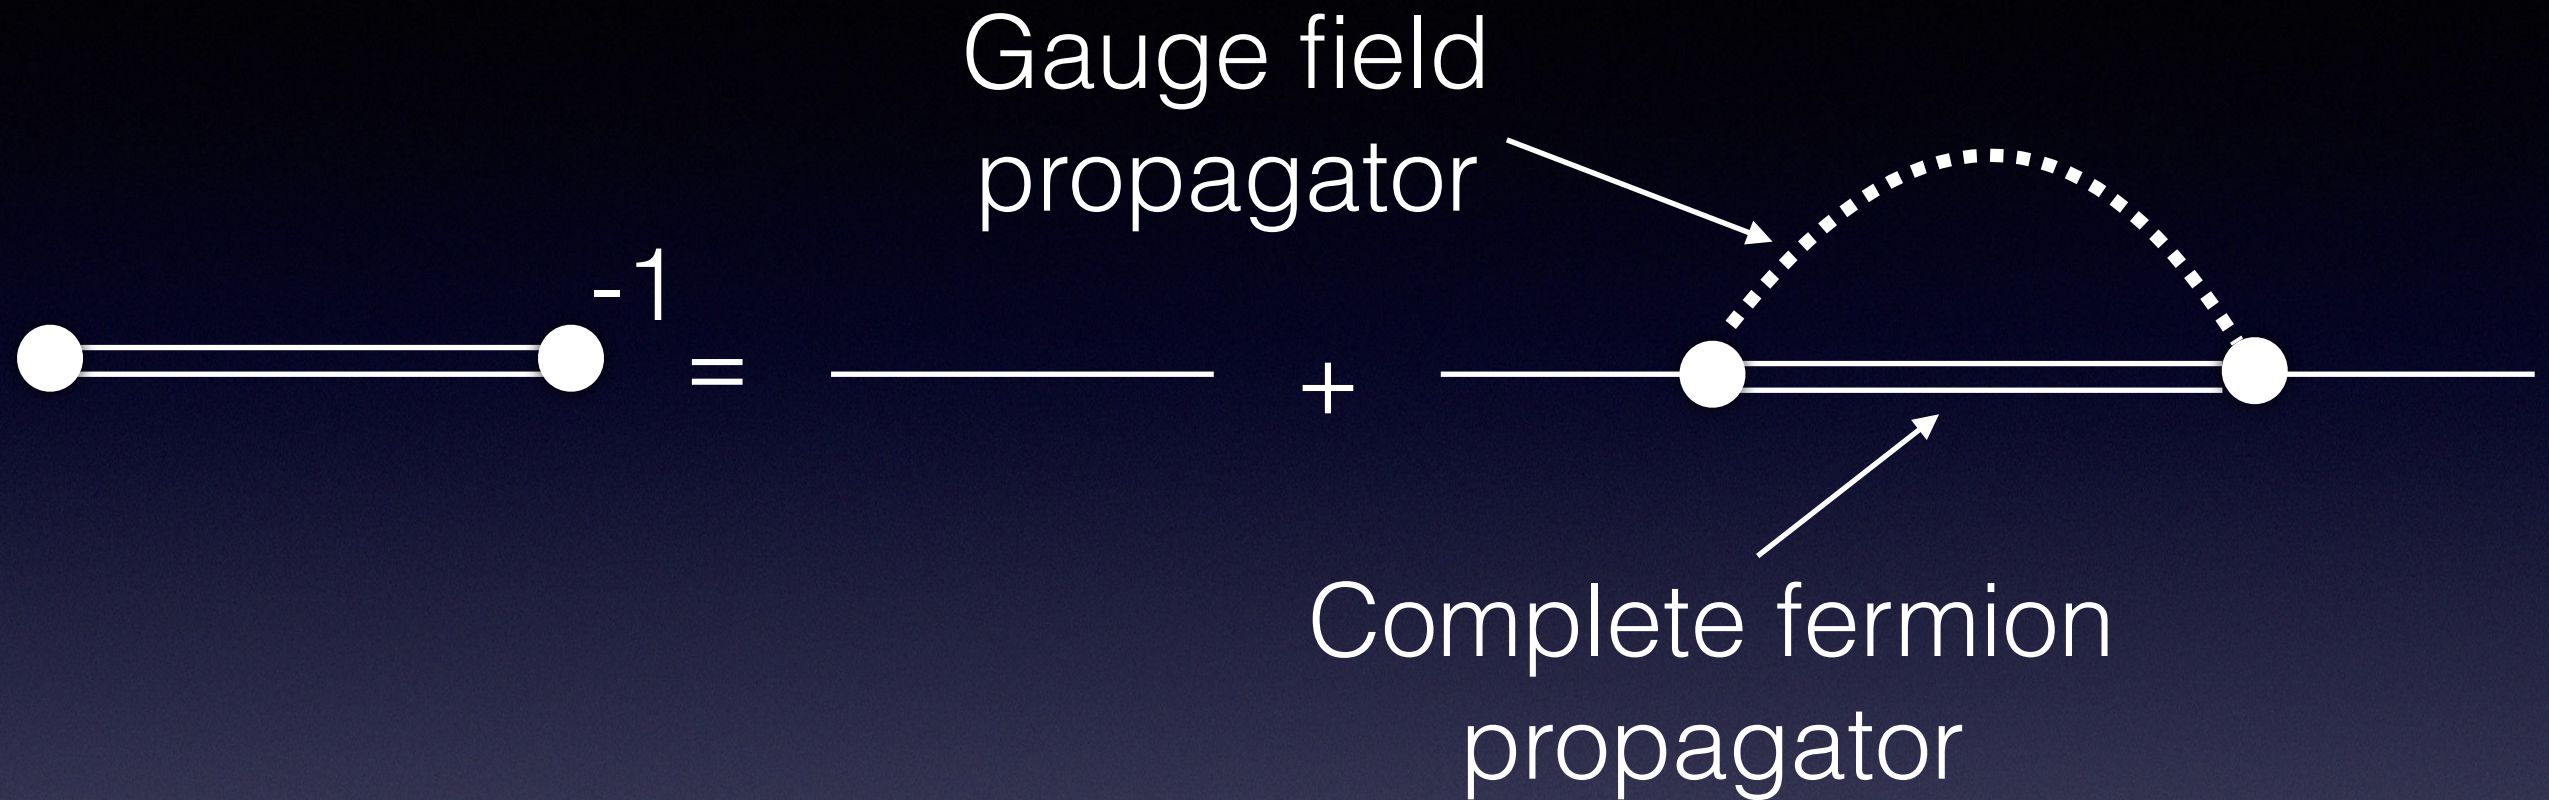 Gauge field
propagator
-1
=
+
Complete fermion
propagator